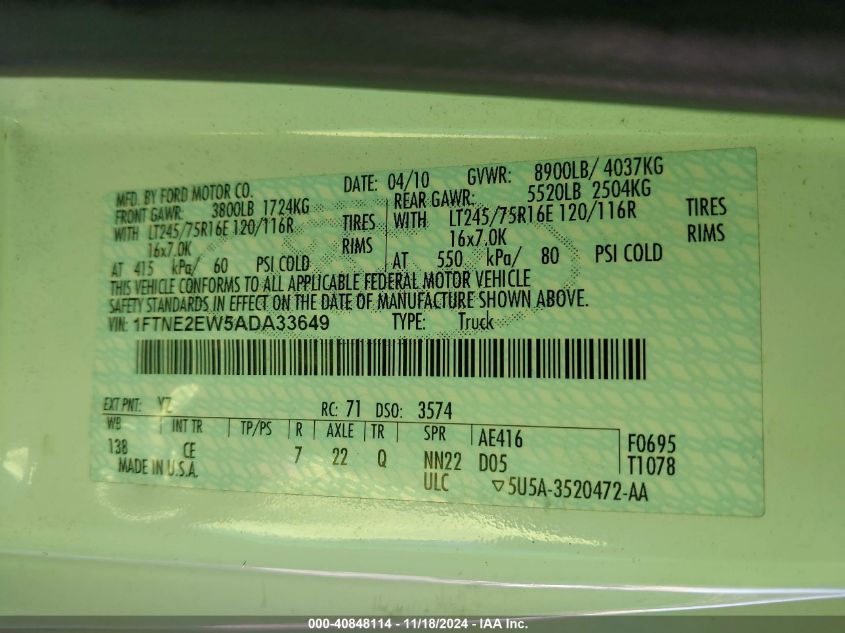 MFD. BY FORD MOTOR CO. DATE: 04/10 GVWR: 8900LB/ 4037KG
FRONT GAWR: 3800LB 1724KG REAR GAWR: 5520LB 2504KG
WITH LT245/75R16E 120/116R TIRES WITH LT245/75R16E 120/116R TIRES
16x7.0K RIMS 16x7.0K RIMS
AT 415 kPa/ 60 PSI COLD AT 550 kPa/ 80 PSI COLD
THIS VEHICLE CONFORMS TO ALL APPLICABLE FEDERAL MOTOR VEHICLE
SAFETY STANDARDS IN EFFECT ON THE DATE OF MANUFACTURE SHOWN ABOVE.
VIN: 1FTNE2EW5ADA33649 TYPE: Truck
EXT PNT: YZ RC: 71 DSO: 3574
WB INT TR TP/PS R AXLE TR SPR AE416 F0695
138 CE 7 22 Q NN22 D05 T1078
MADE IN U.S.A. ULC ▽5U5A-3520472-AA
000-40848114 - 11/18/2024 - IAA Inc.